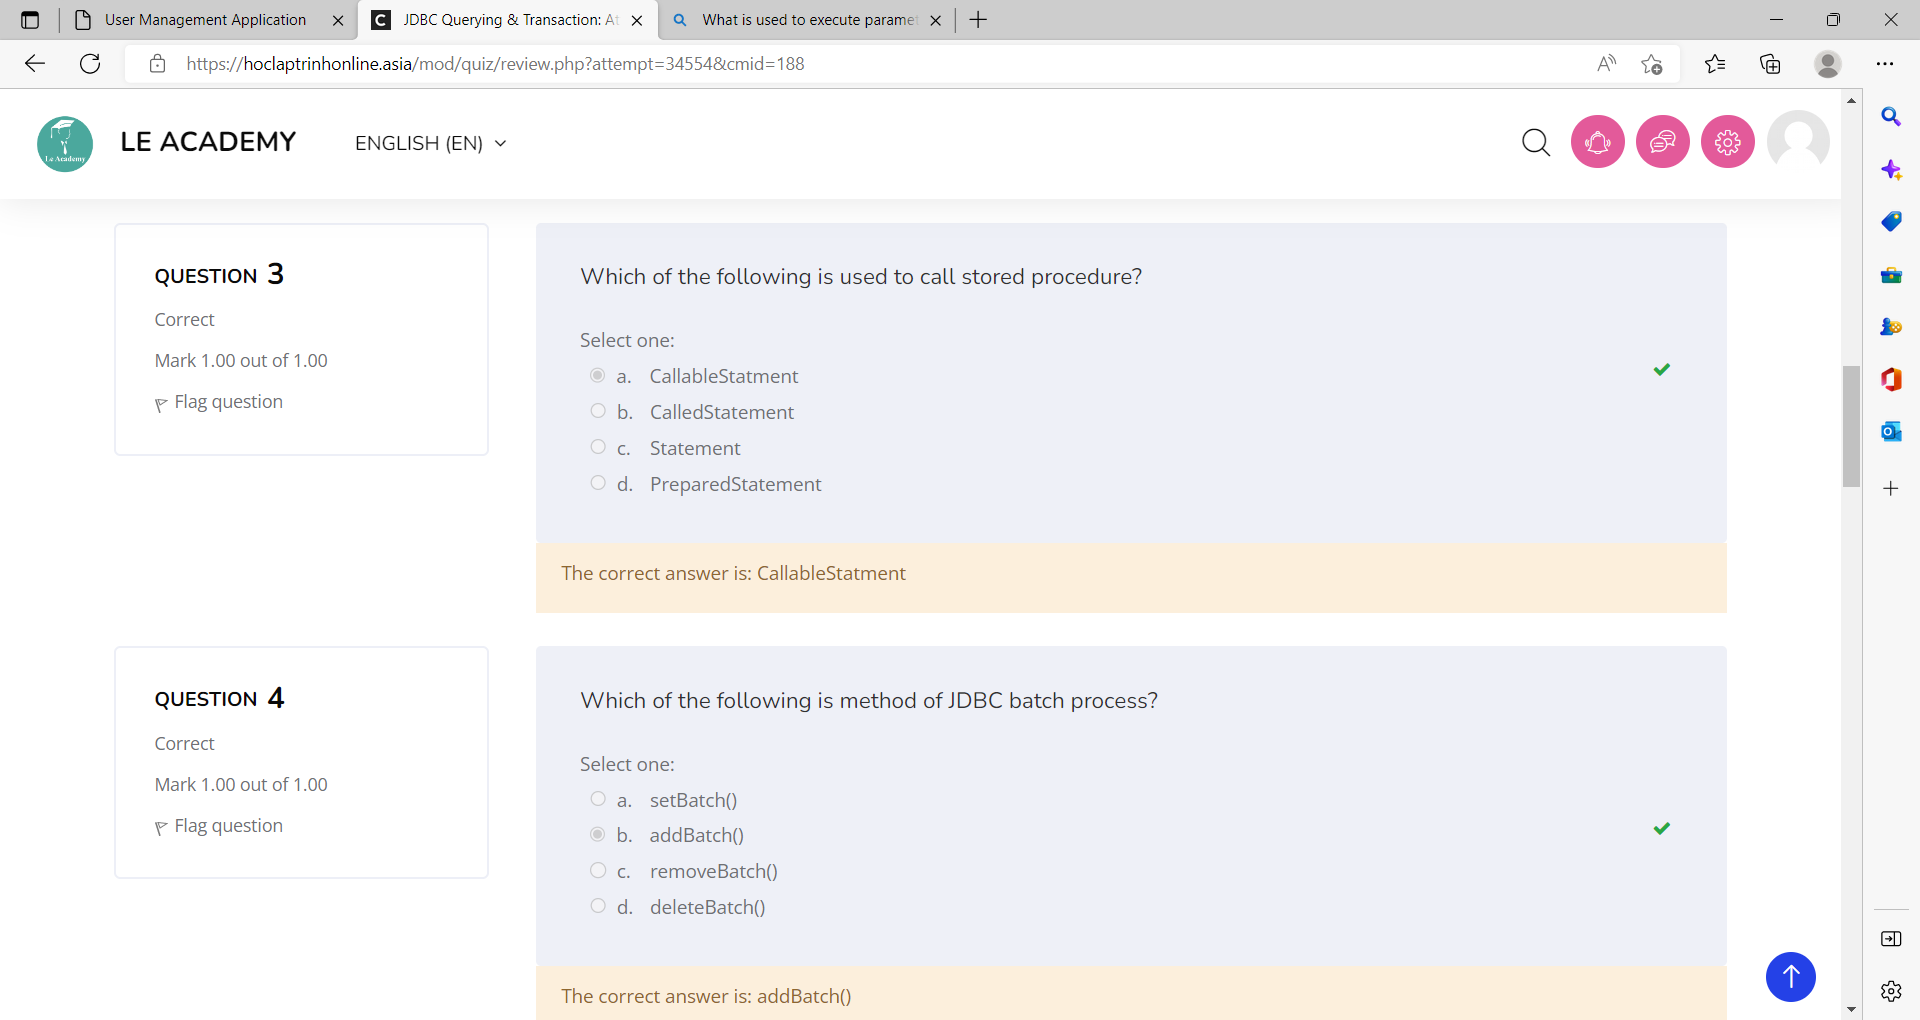 User Management Application
JDBC Querying & Transaction: At
What is used to execute paramet
https://hoclaptrinhonline.asia/mod/quiz/review.php?attempt=34554&cmid=188
Le Academy
LE ACADEMY
ENGLISH (EN)
QUESTION 3
Correct
Mark 1.00 out of 1.00
Flag question
Which of the following is used to call stored procedure?
Select one:
a. CallableStatment
b. CalledStatement
c. Statement
d. PreparedStatement
The correct answer is: CallableStatment
QUESTION 4
Correct
Mark 1.00 out of 1.00
Flag question
Which of the following is method of JDBC batch process?
Select one:
a. setBatch()
b. addBatch()
c. removeBatch()
d. deleteBatch()
The correct answer is: addBatch()